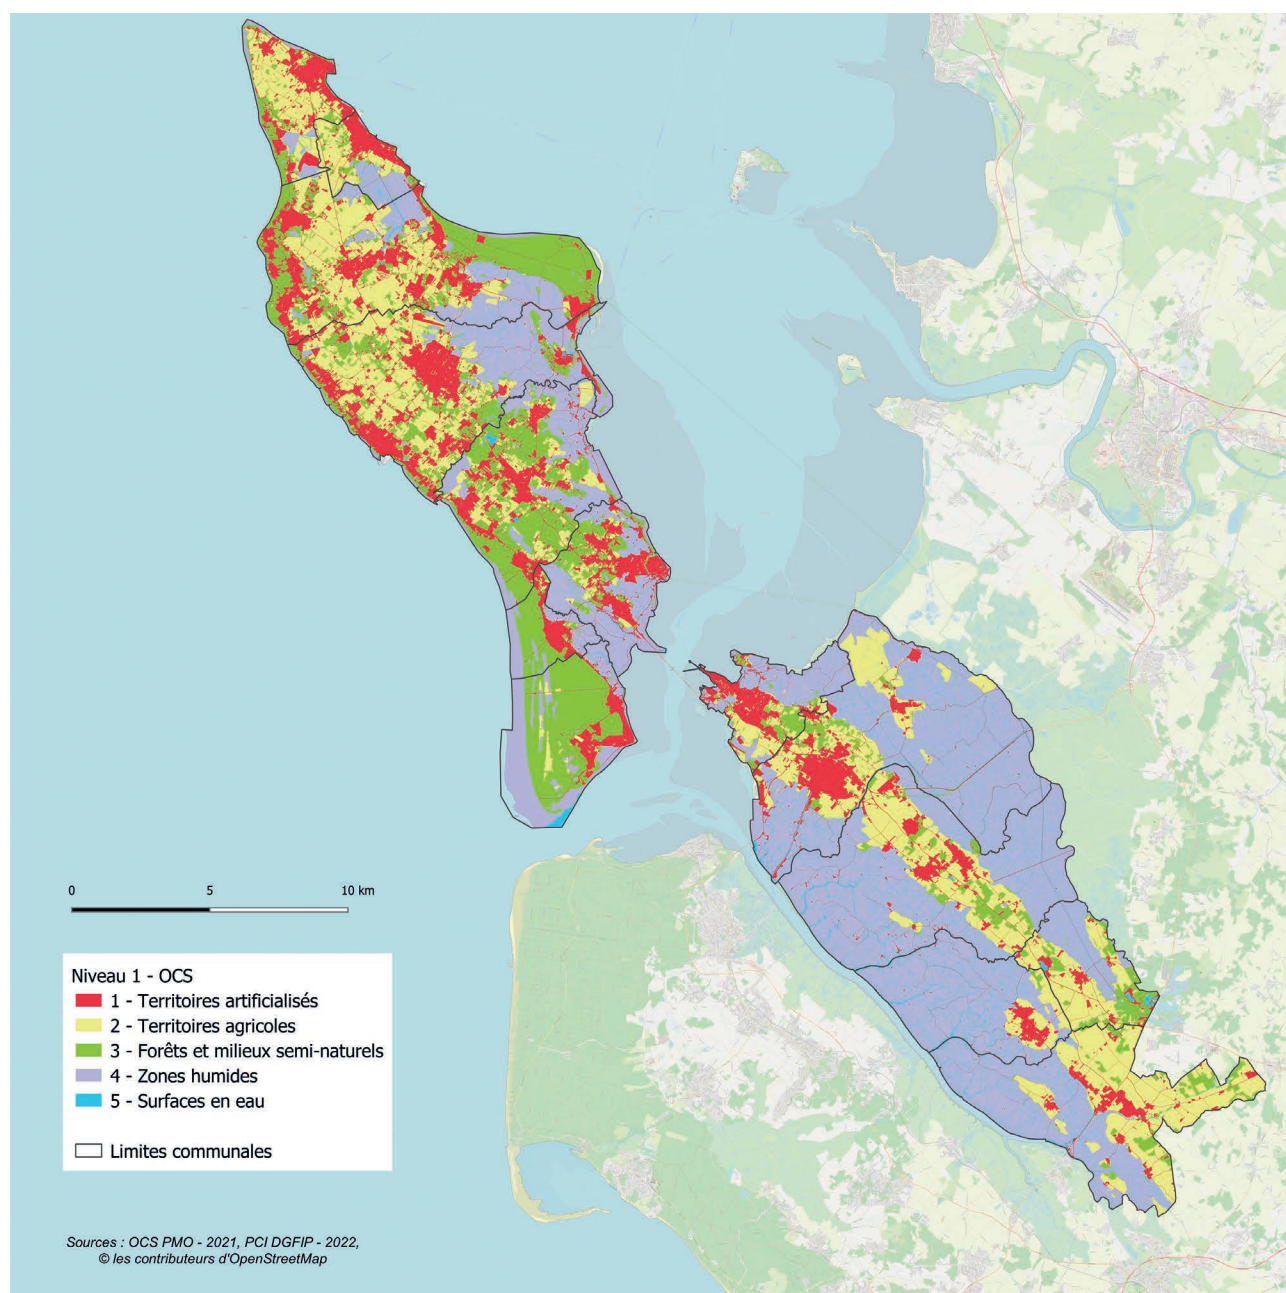 0 5 10 km
Niveau 1 - OCS
1 - Territoires artificialisés
2 - Territoires agricoles
3 - Forêts et milieux semi-naturels
4 - Zones humides
5 - Surfaces en eau
Limites communales
Sources : OCS PMO - 2021, PCI DGFIP - 2022,
© les contributeurs d'OpenStreetMap